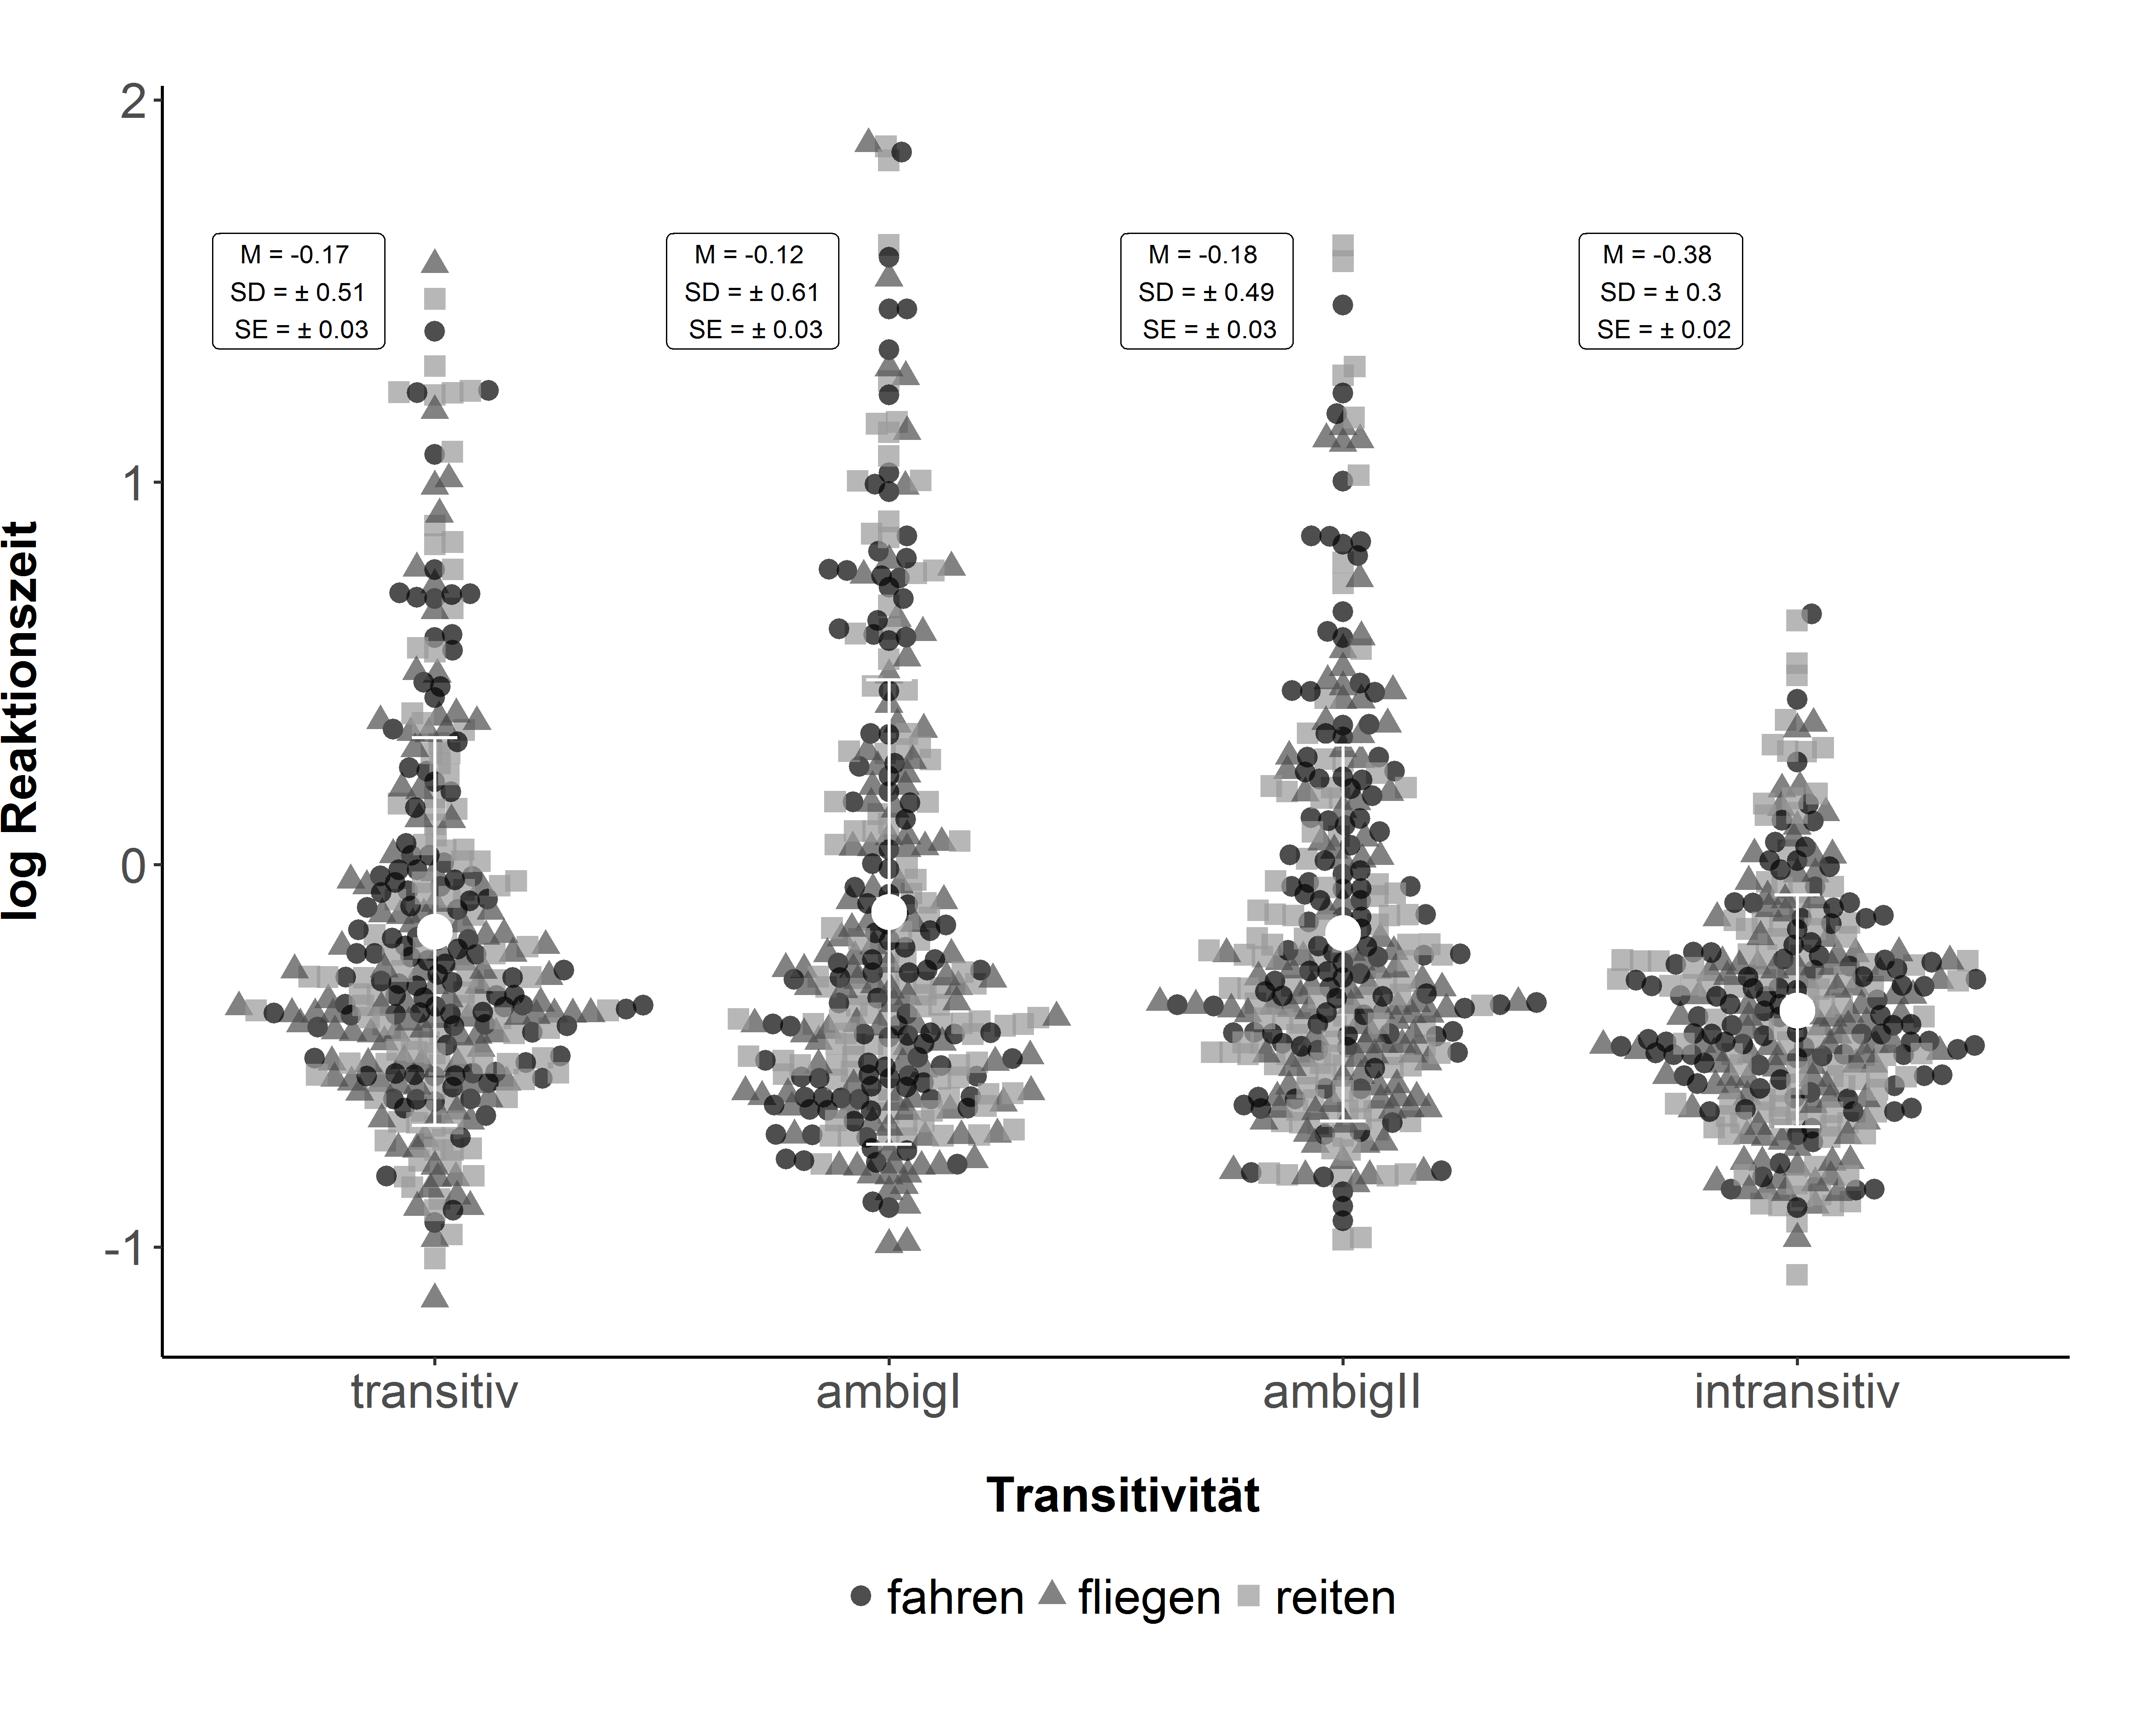 2
1
0
-1
log Reaktionszeit
M = -0.17
SD = ± 0.51
SE = ± 0.03
M = -0.12
SD = ± 0.61
SE = ± 0.03
M = -0.18
SD = ± 0.49
SE = ± 0.03
M = -0.38
SD = ± 0.3
SE = ± 0.02
transitiv
ambigI
ambigII
intransitiv
Transitivität
fahren fliegen reiten